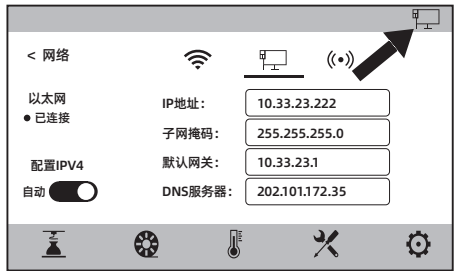 < 网络
以太网
● 已连接
配置IPV4
自动
IP地址： 10.33.23.222
子网掩码： 255.255.255.0
默认网关： 10.33.23.1
DNS服务器： 202.101.172.35